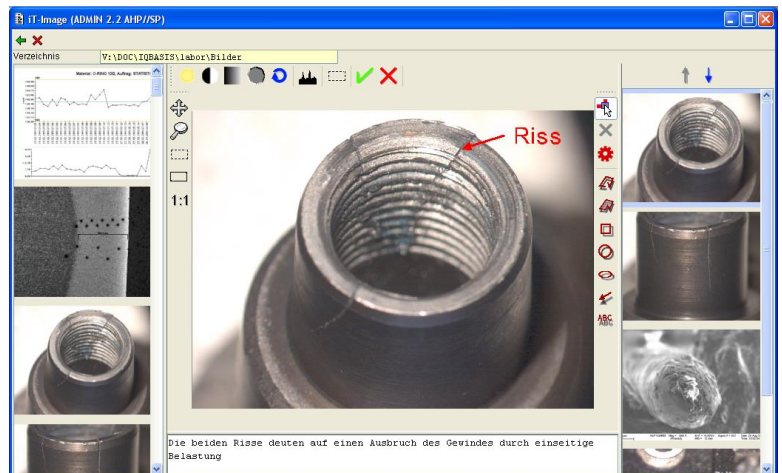 iT-Image (ADMIN 2.2 AHP//SP)
Verzeichnis V:\DOC\IQBASIS\labor\Bilder
1:1
Riss
ABC
Die beiden Risse deuten auf einen Ausbruch des Gewindes durch einseitige
Belastung